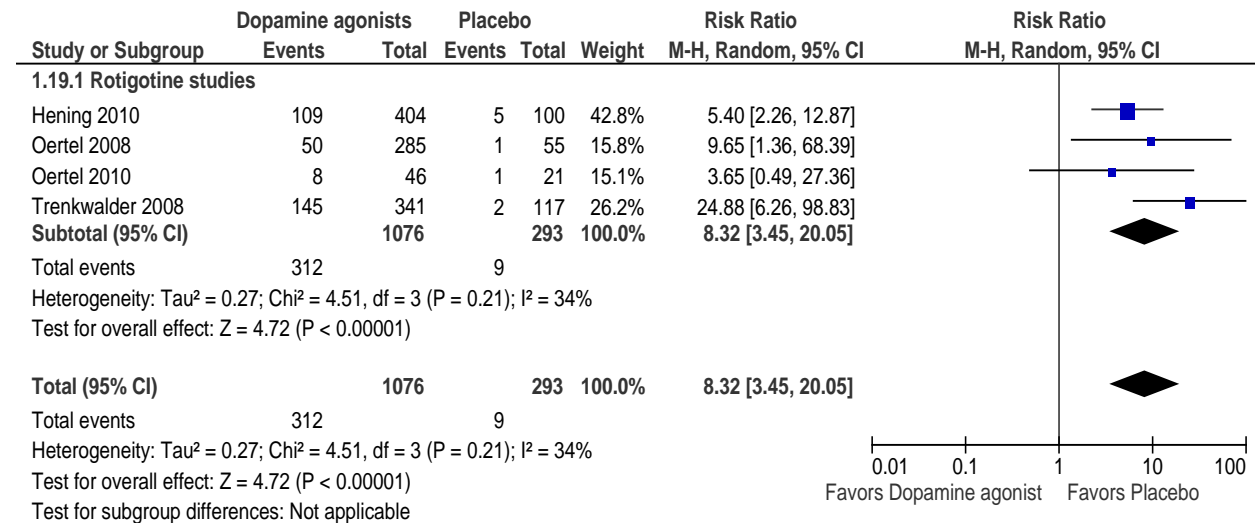 Dopamine agonists Placebo Risk Ratio Risk Ratio
Study or Subgroup Events Total Events Total Weight M-H, Random, 95% CI M-H, Random, 95% CI
1.19.1 Rotigotine studies
Hening 2010 109 404 5 100 42.8% 5.40 [2.26, 12.87]
Oertel 2008 50 285 1 55 15.8% 9.65 [1.36, 68.39]
Oertel 2010 8 46 1 21 15.1% 3.65 [0.49, 27.36]
Trenkwalder 2008 145 341 2 117 26.2% 24.88 [6.26, 98.83]
Subtotal (95% CI) 1076 293 100.0% 8.32 [3.45, 20.05]
Total events 312 9
Heterogeneity: Tau² = 0.27; Chi² = 4.51, df = 3 (P = 0.21); I² = 34%
Test for overall effect: Z = 4.72 (P < 0.00001)
Total (95% CI) 1076 293 100.0% 8.32 [3.45, 20.05]
Total events 312 9
Heterogeneity: Tau² = 0.27; Chi² = 4.51, df = 3 (P = 0.21); I² = 34%
Test for overall effect: Z = 4.72 (P < 0.00001)
Test for subgroup differences: Not applicable
0.01 0.1 1 10 100
Favors Dopamine agonist Favors Placebo